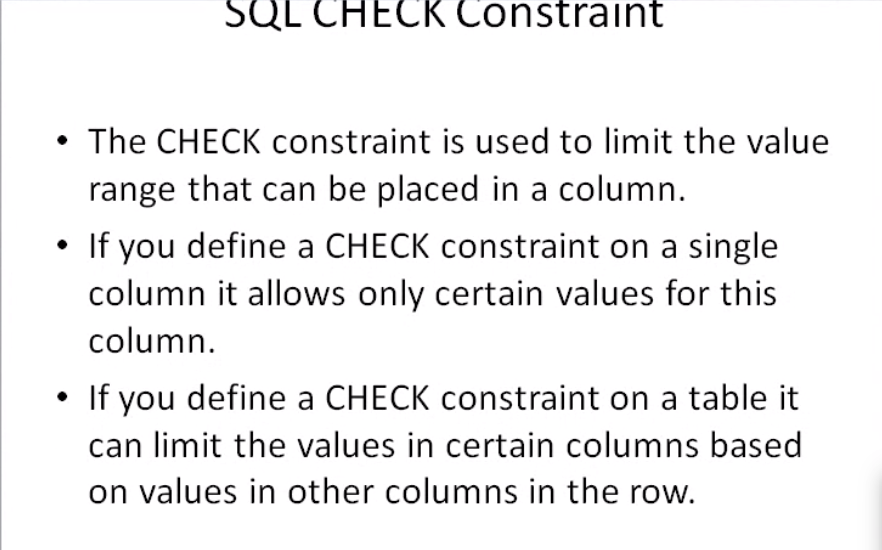 SQL CHECK Constraint
• The CHECK constraint is used to limit the value
range that can be placed in a column.
• If you define a CHECK constraint on a single
column it allows only certain values for this
column.
• If you define a CHECK constraint on a table it
can limit the values in certain columns based
on values in other columns in the row.